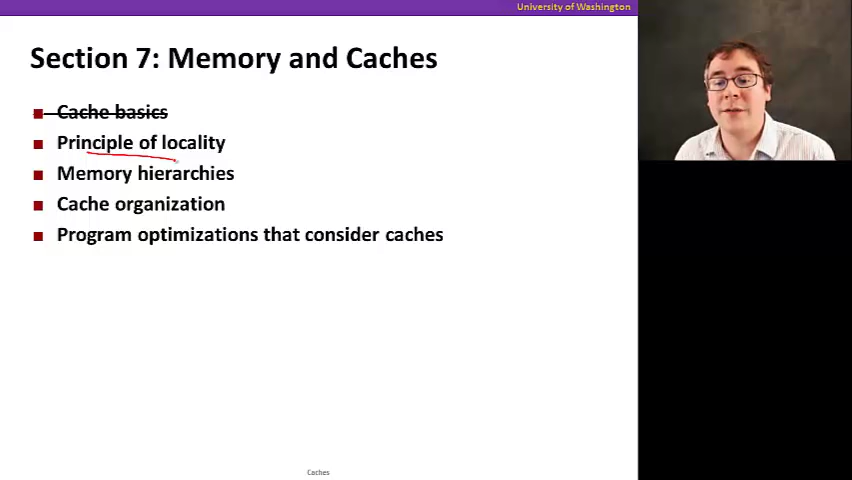 University of Washington
Section 7: Memory and Caches
Cache basics
Principle of locality
Memory hierarchies
Cache organization
Program optimizations that consider caches
Caches